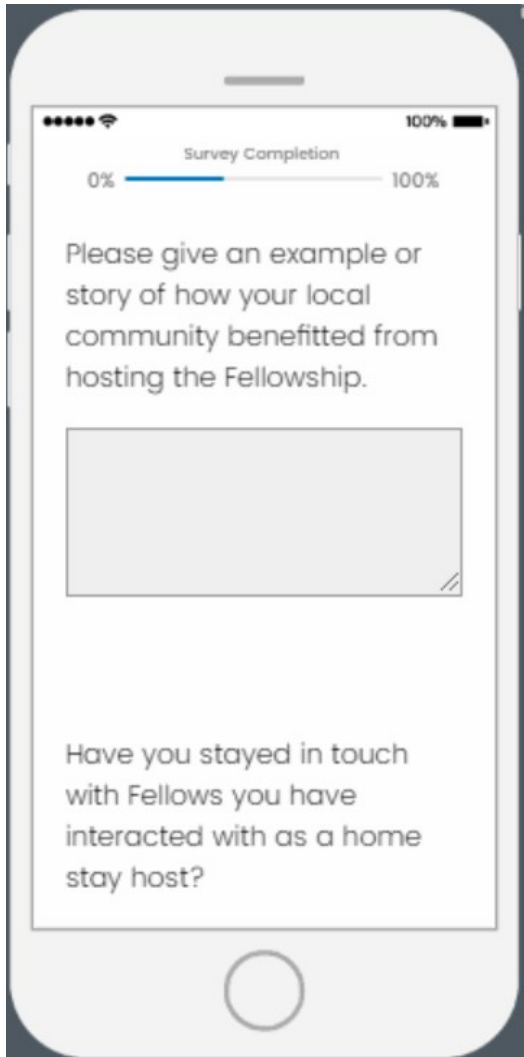 100%
Survey Completion
0% 100%
Please give an example or
story of how your local
community benefitted from
hosting the Fellowship.
Have you stayed in touch
with Fellows you have
interacted with as a home
stay host?